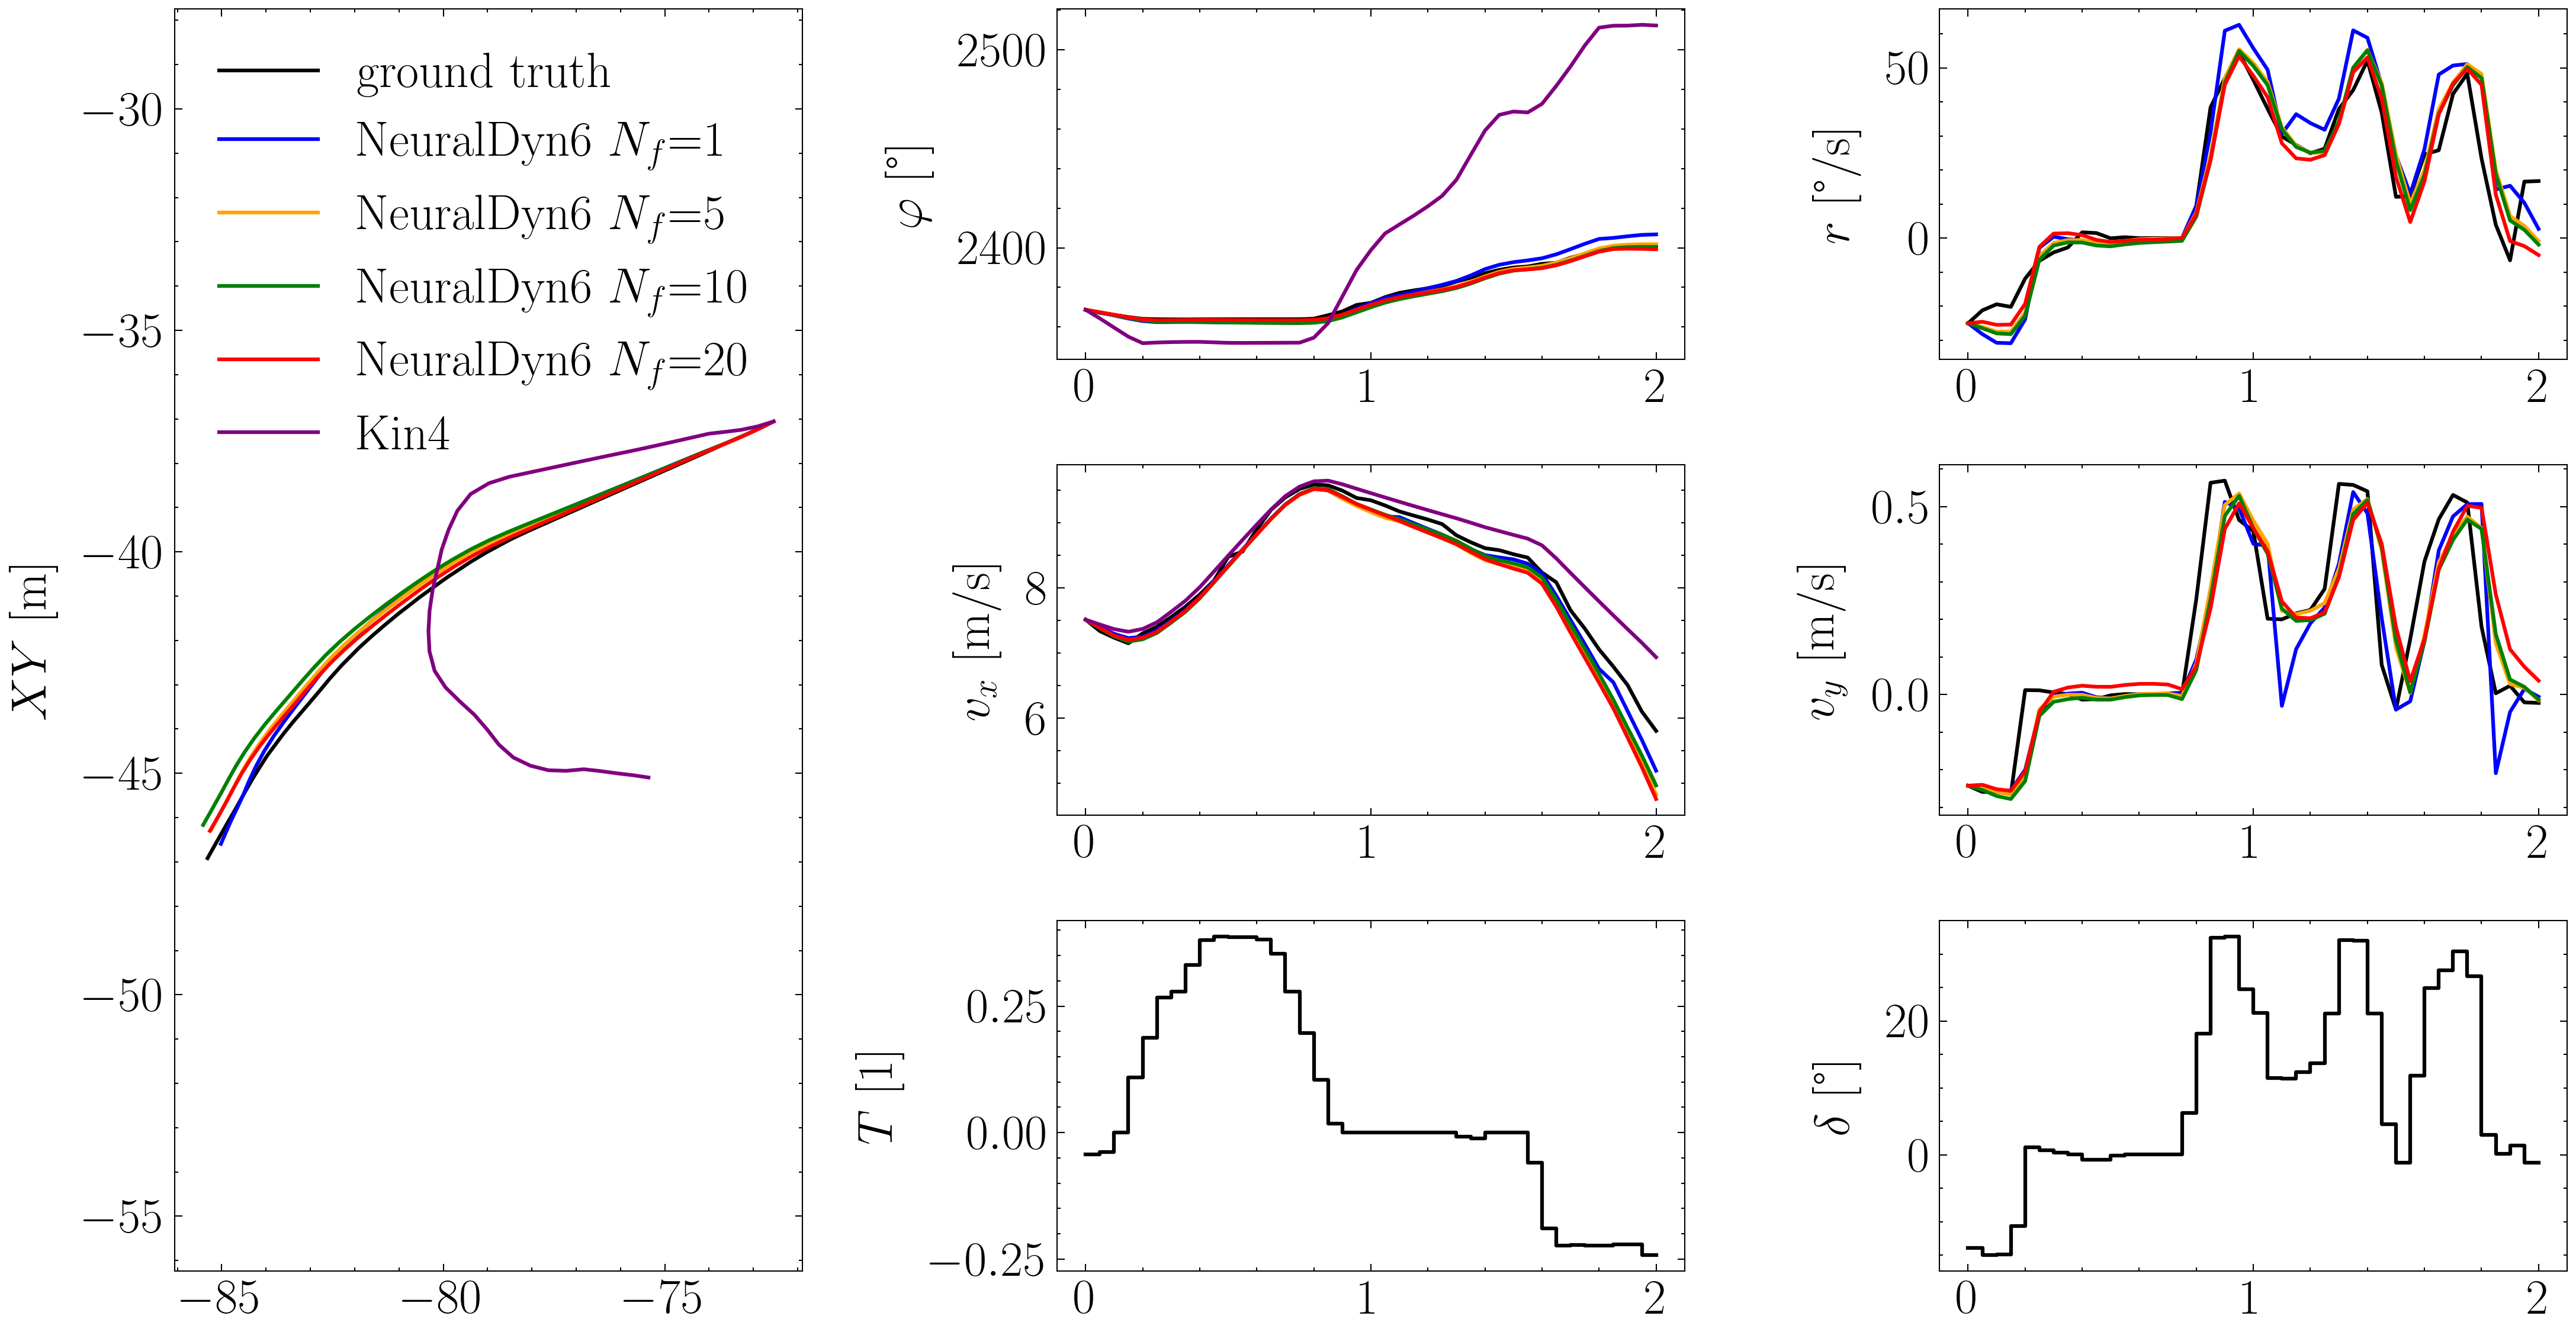 ground truth
NeuralDyn6 N_f=1
NeuralDyn6 N_f=5
NeuralDyn6 N_f=10
NeuralDyn6 N_f=20
Kin4
XY [m]
−30
−35
−40
−45
−50
−55
−85 −80 −75
φ [°]
2500
2400
0 1 2
r [°/s]
50
0
0 1 2
v_x [m/s]
8
6
0 1 2
v_y [m/s]
0.5
0.0
0 1 2
T [1]
0.25
0.00
−0.25
0 1 2
δ [°]
20
0
0 1 2